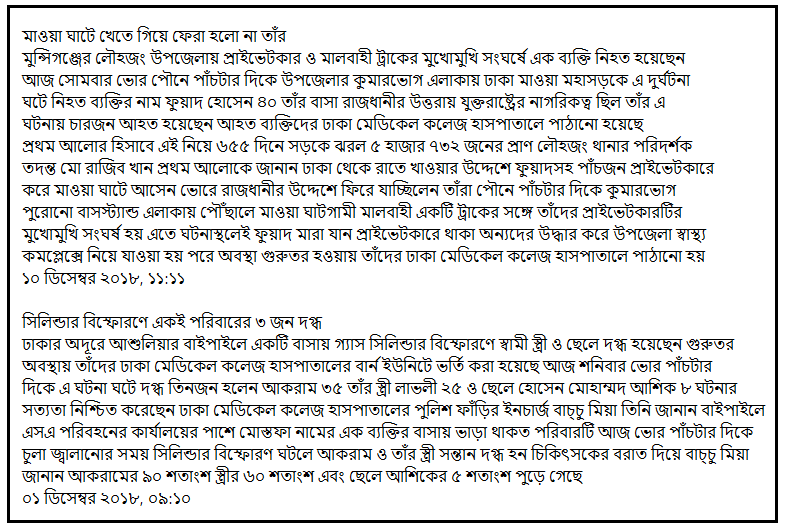 মাওয়া ঘাটে খেতে গিয়ে ফেরা হলো না তাঁর
মুন্সিগঞ্জের লৌহজং উপজেলায় প্রাইভেটকার ও মালবাহী ট্রাকের মুখোমুখি সংঘর্ষে এক ব্যক্তি নিহত হয়েছেন
আজ সোমবার ভোর পৌনে পাঁচটার দিকে উপজেলার কুমারভোগ এলাকায় ঢাকা মাওয়া মহাসড়কে এ দুর্ঘটনা
ঘটে নিহত ব্যক্তির নাম ফুয়াদ হোসেন ৪০ তাঁর বাসা রাজধানীর উত্তরায় যুক্তরাষ্ট্রের নাগরিকত্ব ছিল তাঁর এ
ঘটনায় চারজন আহত হয়েছেন আহত ব্যক্তিদের ঢাকা মেডিকেল কলেজ হাসপাতালে পাঠানো হয়েছে
প্রথম আলোর হিসাবে এই নিয়ে ৬৫৫ দিনে সড়কে ঝরল ৫ হাজার ৭৩২ জনের প্রাণ লৌহজং থানার পরিদর্শক
তদন্ত মো রাজিব খান প্রথম আলোকে জানান ঢাকা থেকে রাতে খাওয়ার উদ্দেশে ফুয়াদসহ পাঁচজন প্রাইভেটকারে
করে মাওয়া ঘাটে আসেন ভোরে রাজধানীর উদ্দেশে ফিরে যাচ্ছিলেন তাঁরা পৌনে পাঁচটার দিকে কুমারভোগ
পুরোনো বাসস্ট্যান্ড এলাকায় পৌঁছালে মাওয়া ঘাটগামী মালবাহী একটি ট্রাকের সঙ্গে তাঁদের প্রাইভেটকারটির
মুখোমুখি সংঘর্ষ হয় এতে ঘটনাস্থলেই ফুয়াদ মারা যান প্রাইভেটকারে থাকা অন্যদের উদ্ধার করে উপজেলা স্বাস্থ্য
কমপ্লেক্সে নিয়ে যাওয়া হয় পরে অবস্থা গুরুতর হওয়ায় তাঁদের ঢাকা মেডিকেল কলেজ হাসপাতালে পাঠানো হয়
১০ ডিসেম্বর ২০১৮, ১১:১১
সিলিন্ডার বিস্ফোরণে একই পরিবারের ৩ জন দগ্ধ
ঢাকার অদূরে আশুলিয়ার বাইপাইলে একটি বাসায় গ্যাস সিলিন্ডার বিস্ফোরণে স্বামী স্ত্রী ও ছেলে দগ্ধ হয়েছেন গুরুতর
অবস্থায় তাঁদের ঢাকা মেডিকেল কলেজ হাসপাতালের বার্ন ইউনিটে ভর্তি করা হয়েছে আজ শনিবার ভোর পাঁচটার
দিকে এ ঘটনা ঘটে দগ্ধ তিনজন হলেন আকরাম ৩৫ তাঁর স্ত্রী লাভলী ২৫ ও ছেলে হোসেন মোহাম্মদ আশিক ৮ ঘটনার
সত্যতা নিশ্চিত করেছেন ঢাকা মেডিকেল কলেজ হাসপাতালের পুলিশ ফাঁড়ির ইনচার্জ বাচ্চু মিয়া তিনি জানান বাইপাইলে
এসএ পরিবহনের কার্যালয়ের পাশে মোস্তফা নামের এক ব্যক্তির বাসায় ভাড়া থাকত পরিবারটি আজ ভোর পাঁচটার দিকে
চুলা জ্বালানোর সময় সিলিন্ডার বিস্ফোরণ ঘটলে আকরাম ও তাঁর স্ত্রী সন্তান দগ্ধ হন চিকিৎসকের বরাত দিয়ে বাচ্চু মিয়া
জানান আকরামের ৯০ শতাংশ স্ত্রীর ৬০ শতাংশ এবং ছেলে আশিকের ৫ শতাংশ পুড়ে গেছে
০১ ডিসেম্বর ২০১৮, ০৯:১০